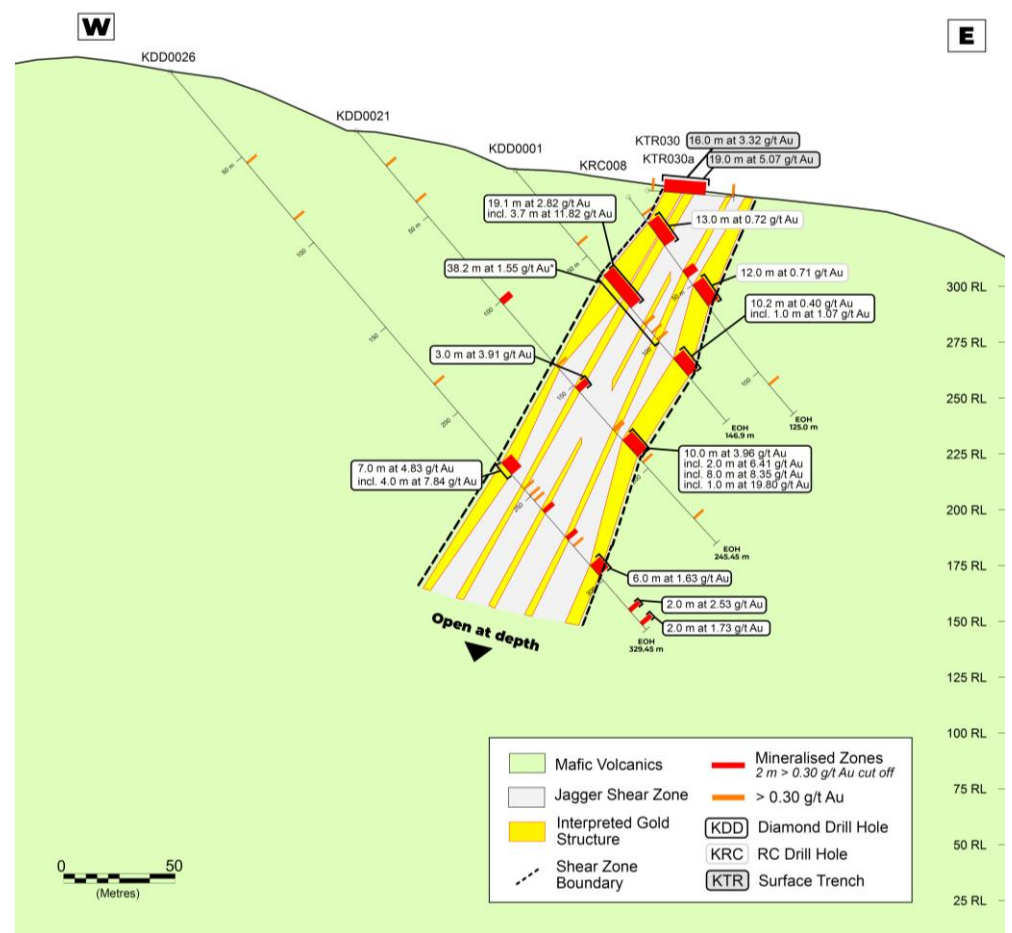 W
E
KDD0026
KDD0021
KDD0001
KRC008
KTR030
KTR030a
16.0 m at 3.32 g/t Au
19.0 m at 5.07 g/t Au
19.1 m at 2.82 g/t Au
incl. 3.7 m at 11.82 g/t Au
13.0 m at 0.72 g/t Au
38.2 m at 1.55 g/t Au*
12.0 m at 0.71 g/t Au
10.2 m at 0.40 g/t Au
incl. 1.0 m at 1.07 g/t Au
3.0 m at 3.91 g/t Au
7.0 m at 4.83 g/t Au
incl. 4.0 m at 7.84 g/t Au
10.0 m at 3.96 g/t Au
incl. 2.0 m at 6.41 g/t Au
incl. 8.0 m at 8.35 g/t Au
incl. 1.0 m at 19.80 g/t Au
6.0 m at 1.63 g/t Au
2.0 m at 2.53 g/t Au
2.0 m at 1.73 g/t Au
50 m
100
150
200
250
50 m
100
150
50 m
100
50 m
100
EOH
125.0 m
EOH
146.9 m
EOH
245.45 m
EOH
329.45 m
Open at depth
300 RL
275 RL
250 RL
225 RL
200 RL
175 RL
150 RL
125 RL
100 RL
75 RL
50 RL
25 RL
Mafic Volcanics
Jagger Shear Zone
Interpreted Gold
Structure
Shear Zone
Boundary
Mineralised Zones
2 m > 0.30 g/t Au cut off
> 0.30 g/t Au
KDD Diamond Drill Hole
KRC RC Drill Hole
KTR Surface Trench
0 50
(Metres)